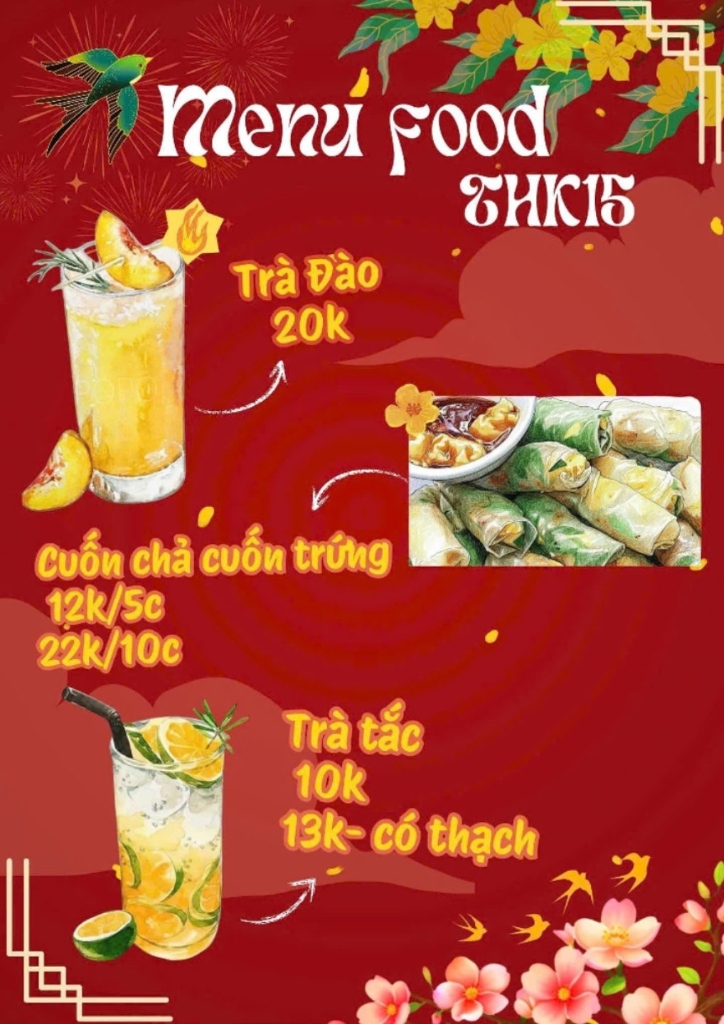 Menu food
THK15
Trà Đào
20k
Cuốn chả cuốn trứng
12k/5c
22k/10c
Trà tắc
10k
13k- có thạch